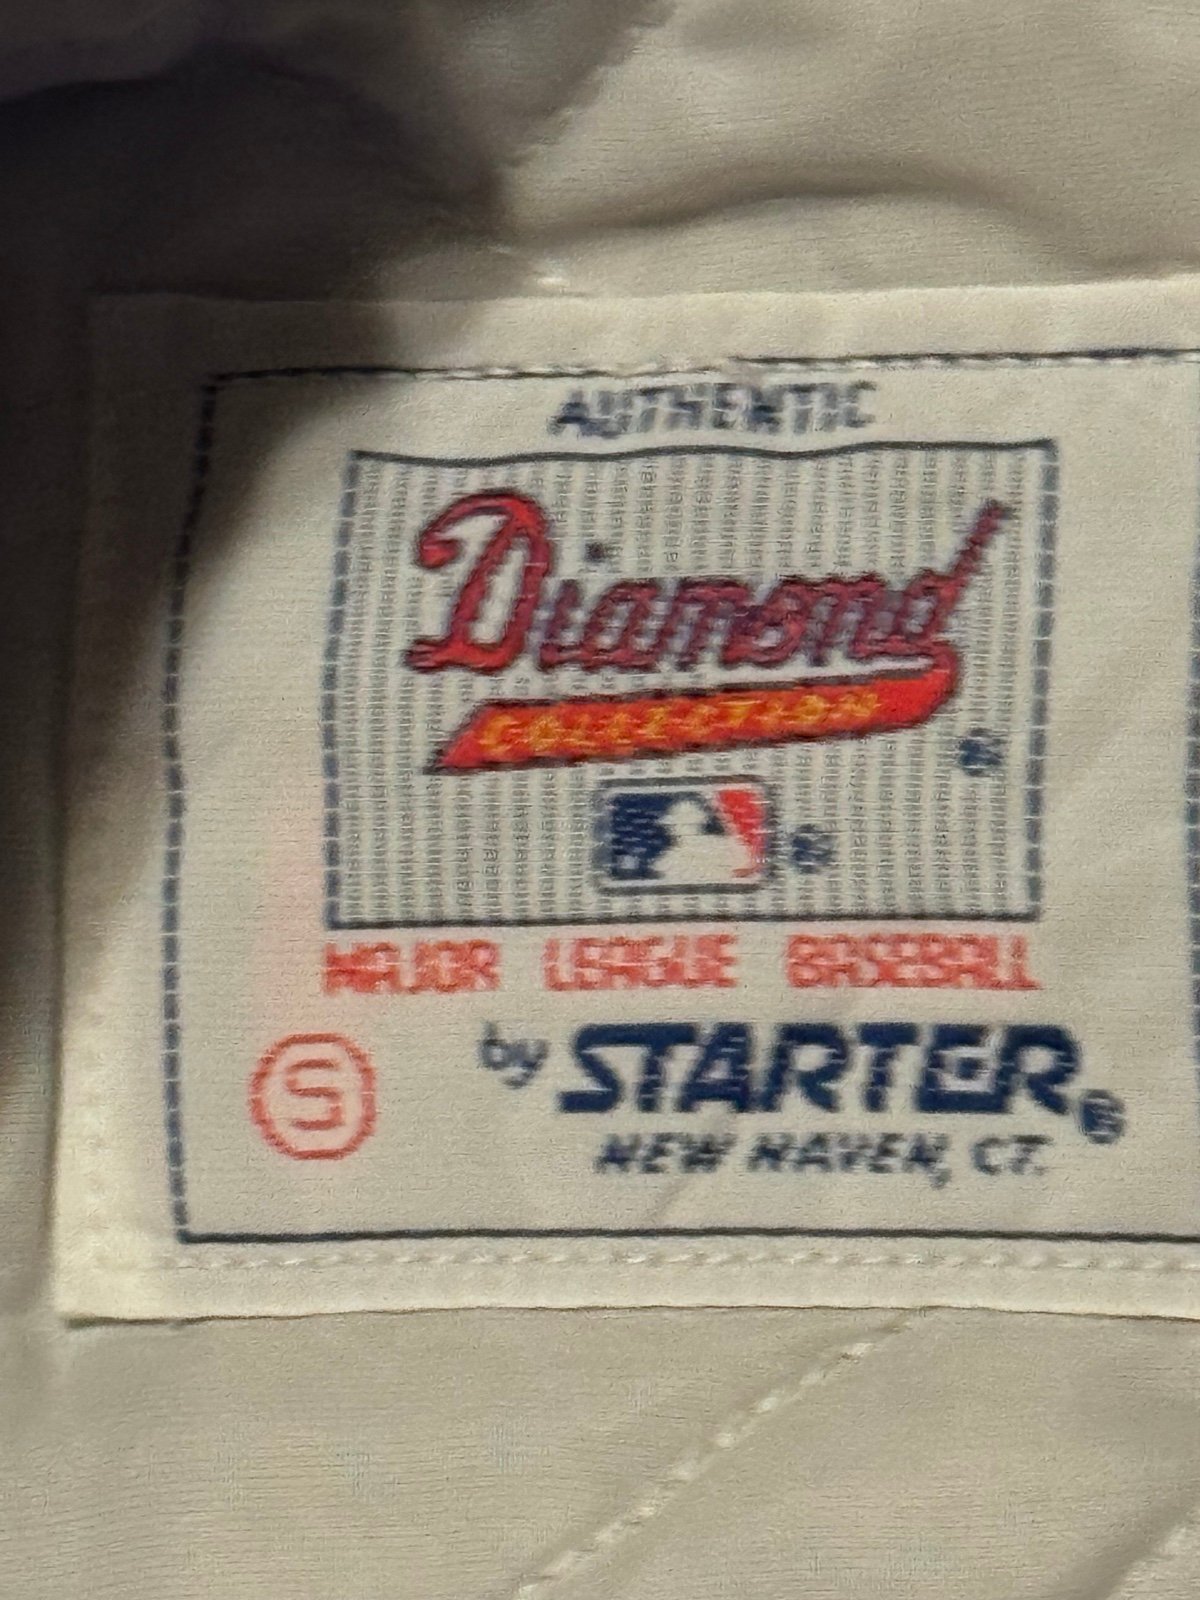 AUTHENTIC
Diamond
COLLECTION
®
®
MAJOR LEAGUE BASEBALL
S
by STARTER®
NEW HAVEN, CT.